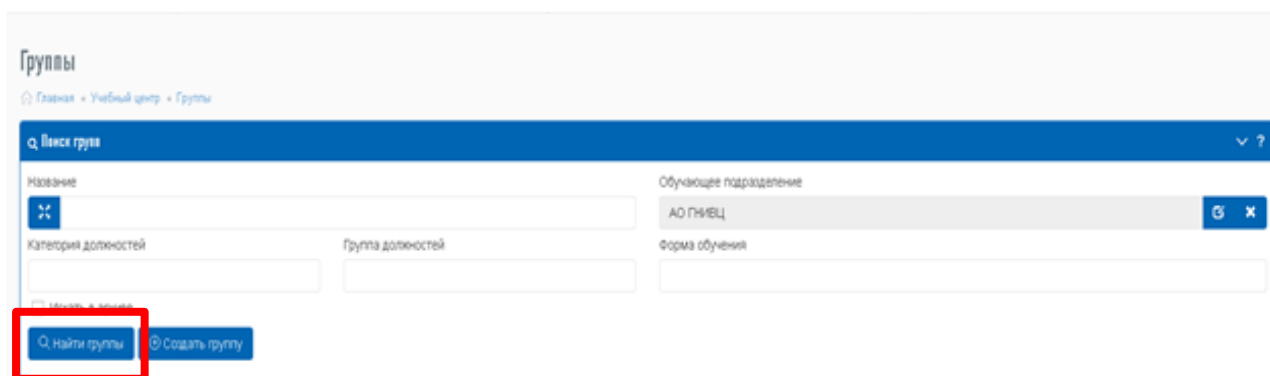 Группы
Главная • Учебный центр • Группы
Поиск групп ?
Название Обучающее подразделение
АО ГНИВЦ
Категория должностей Группа должностей Форма обучения
Искать в архиве
Найти группы Создать группу